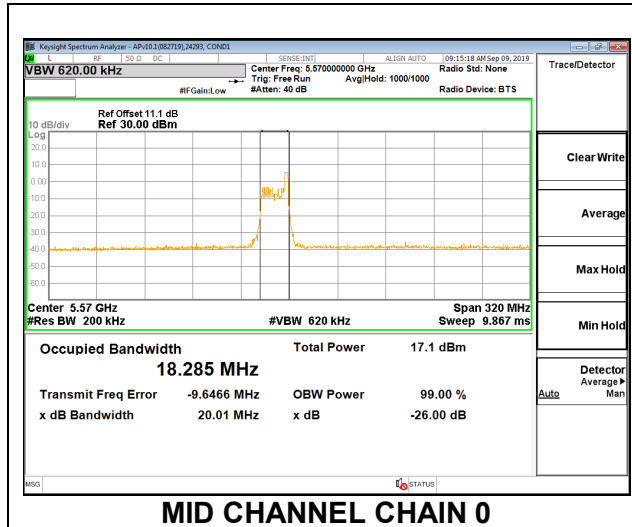 Keysight Spectrum Analyzer - APv10.1(082719),24293, COND1
L RF 50 Ω DC SENSE:INT ALIGN AUTO 09:15:18 AM Sep 09, 2019
VBW 620.00 kHz Center Freq: 5.570000000 GHz Radio Std: None Trace/Detector
Trig: Free Run Avg|Hold: 1000/1000
#IFGain:Low #Atten: 40 dB Radio Device: BTS
Ref Offset 11.1 dB
10 dB/div Ref 30.00 dBm
Log
20.0
10.0
0.00
-10.0
-20.0
-30.0
-40.0
-50.0
-60.0
Clear Write
Average
Max Hold
Min Hold
Center 5.57 GHz Span 320 MHz
#Res BW 200 kHz #VBW 620 kHz Sweep 9.867 ms
Occupied Bandwidth Total Power 17.1 dBm
18.285 MHz
Transmit Freq Error -9.6466 MHz OBW Power 99.00 %
x dB Bandwidth 20.01 MHz x dB -26.00 dB
Detector
Average
Auto Man
MSG STATUS
MID CHANNEL CHAIN 0